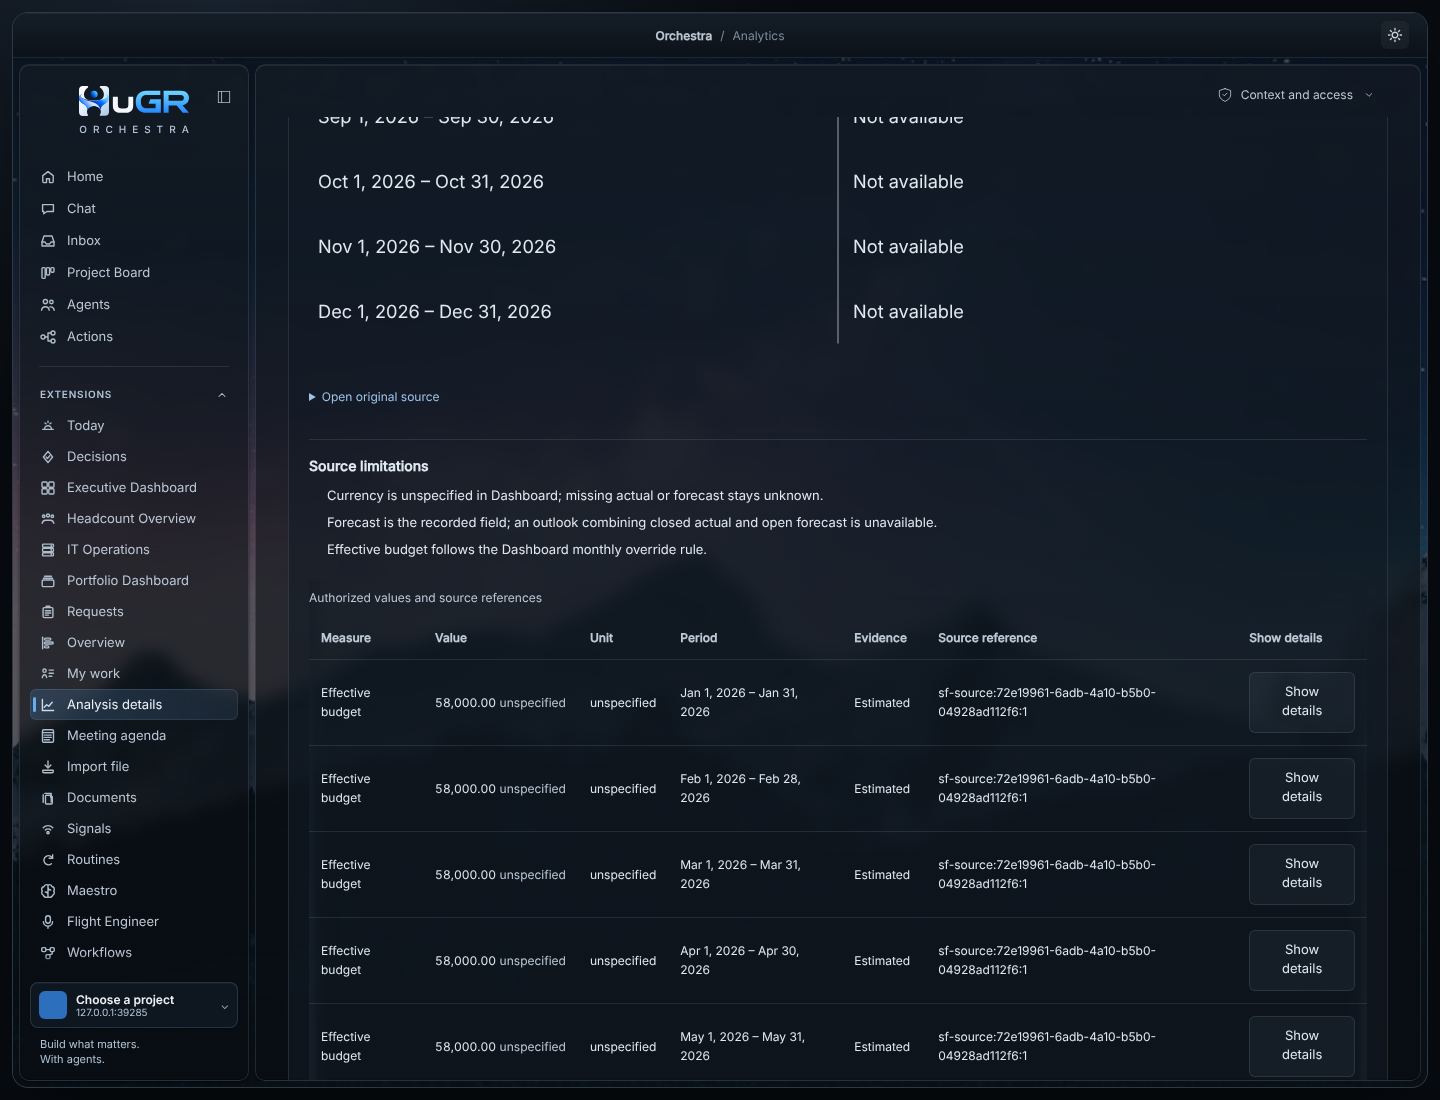 Orchestra / Analytics
HuGR
ORCHESTRA
Home
Chat
Inbox
Project Board
Agents
Actions
EXTENSIONS
Today
Decisions
Executive Dashboard
Headcount Overview
IT Operations
Portfolio Dashboard
Requests
Overview
My work
Analysis details
Meeting agenda
Import file
Documents
Signals
Routines
Maestro
Flight Engineer
Workflows
Choose a project
127.0.0.1:39285
Build what matters.
With agents.
Context and access
Sep 1, 2026 – Sep 30, 2026 Not available
Oct 1, 2026 – Oct 31, 2026 Not available
Nov 1, 2026 – Nov 30, 2026 Not available
Dec 1, 2026 – Dec 31, 2026 Not available
Open original source
Source limitations
Currency is unspecified in Dashboard; missing actual or forecast stays unknown.
Forecast is the recorded field; an outlook combining closed actual and open forecast is unavailable.
Effective budget follows the Dashboard monthly override rule.
Authorized values and source references
Measure Value Unit Period Evidence Source reference Show details
Effective budget 58,000.00 unspecified unspecified Jan 1, 2026 – Jan 31, 2026 Estimated sf-source:72e19961-6adb-4a10-b5b0-04928ad112f6:1 Show details
Effective budget 58,000.00 unspecified unspecified Feb 1, 2026 – Feb 28, 2026 Estimated sf-source:72e19961-6adb-4a10-b5b0-04928ad112f6:1 Show details
Effective budget 58,000.00 unspecified unspecified Mar 1, 2026 – Mar 31, 2026 Estimated sf-source:72e19961-6adb-4a10-b5b0-04928ad112f6:1 Show details
Effective budget 58,000.00 unspecified unspecified Apr 1, 2026 – Apr 30, 2026 Estimated sf-source:72e19961-6adb-4a10-b5b0-04928ad112f6:1 Show details
Effective budget 58,000.00 unspecified unspecified May 1, 2026 – May 31, 2026 Estimated sf-source:72e19961-6adb-4a10-b5b0-04928ad112f6:1 Show details